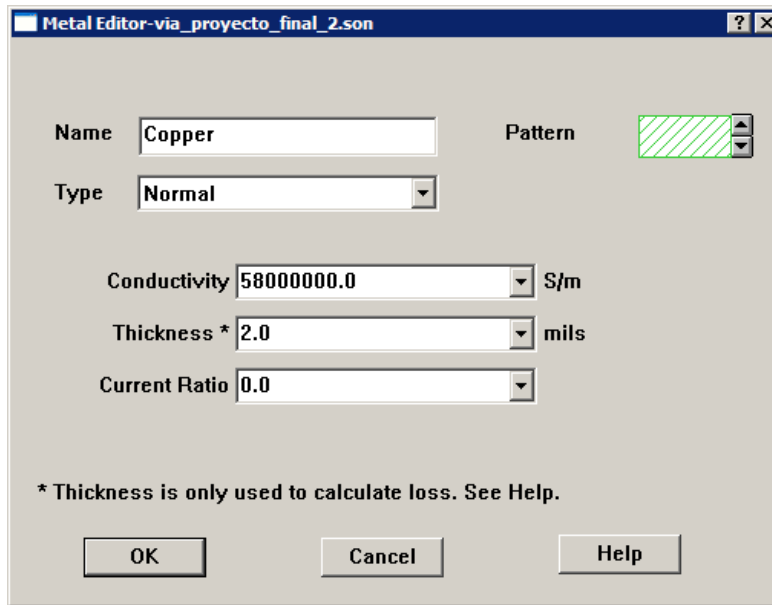 Metal Editor-via_proyecto_final_2.son
Name Copper Pattern
Type Normal
Conductivity 58000000.0 S/m
Thickness * 2.0 mils
Current Ratio 0.0
* Thickness is only used to calculate loss. See Help.
OK Cancel Help